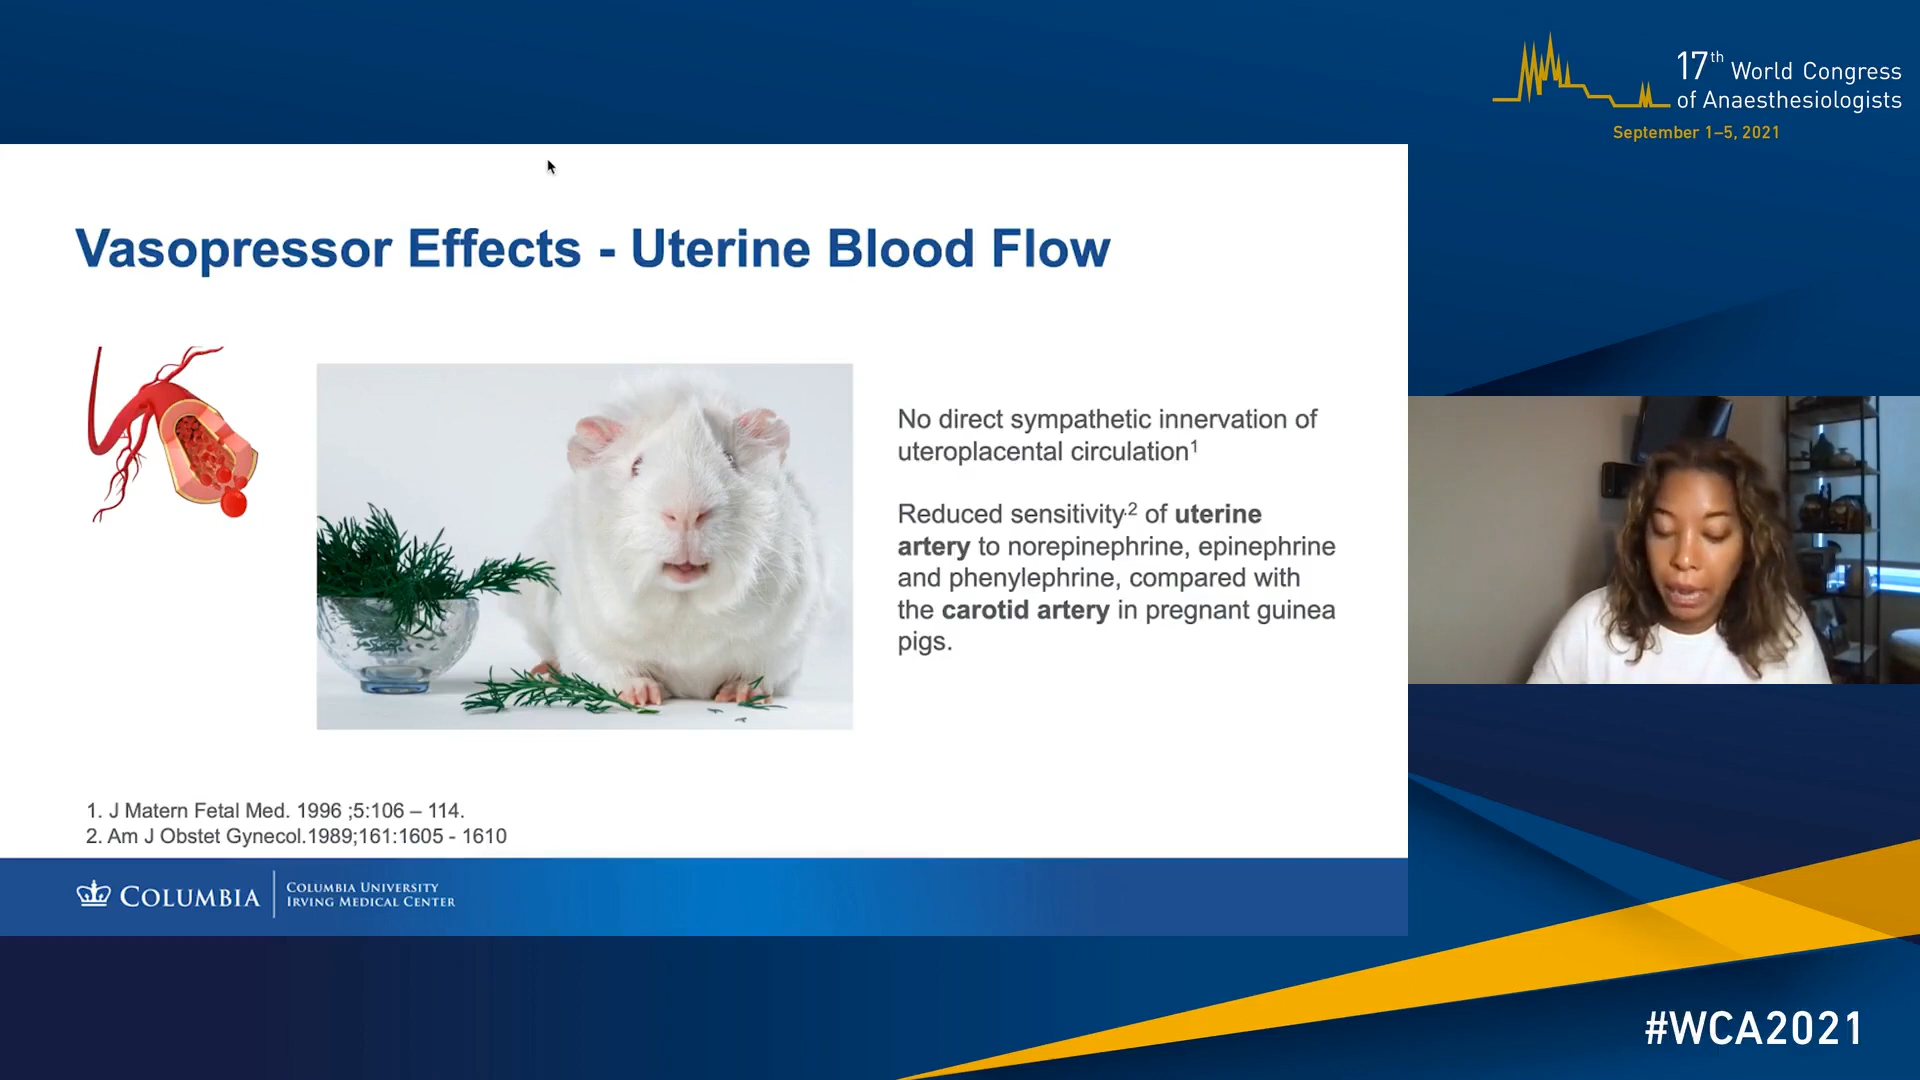 17th World Congress
of Anaesthesiologists
September 1–5, 2021
Vasopressor Effects - Uterine Blood Flow
No direct sympathetic innervation of
uteroplacental circulation1
Reduced sensitivity.2 of uterine
artery to norepinephrine, epinephrine
and phenylephrine, compared with
the carotid artery in pregnant guinea
pigs.
1. J Matern Fetal Med. 1996 ;5:106 – 114.
2. Am J Obstet Gynecol.1989;161:1605 - 1610
COLUMBIA
COLUMBIA UNIVERSITY
IRVING MEDICAL CENTER
#WCA2021